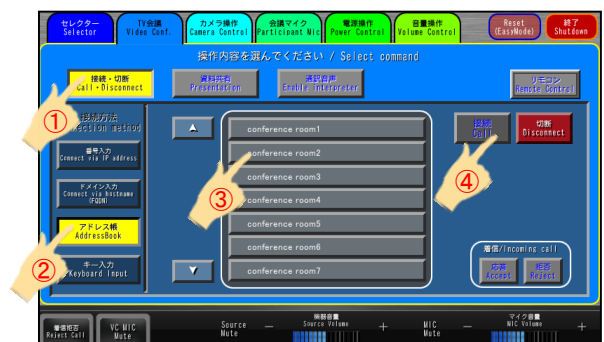 セレクター
Selector
TV会議
Video Conf.
カメラ操作
Camera Control
会議マイク
Participant Mic
電源操作
Power Control
音量操作
Volume Control
Reset
(EasyMode)
終了
Shutdown
操作内容を選んでください / Select command
接続・切断
Call・Disconnect
資料共有
Presentation
通訳音声
Enable Interpreter
リモコン
Remote Control
①
接続方法
ection method
番号入力
Connect via IP address
ドメイン入力
Connect via hostname
(FQDN)
アドレス帳
AddressBook
②
キー入力
Keyboard Input
▲
▼
conference room1
conference room2
conference room3
conference room4
conference room5
conference room6
conference room7
③
接続
Call
切断
Disconnect
④
着信/Incoming call
応答
Accept
拒否
Reject
着信拒否
Reject Call
VC MIC
Mute
Source
Mute
機器音量
Source Volume
－
＋
MIC
Mute
マイク音量
MIC Volume
－
＋